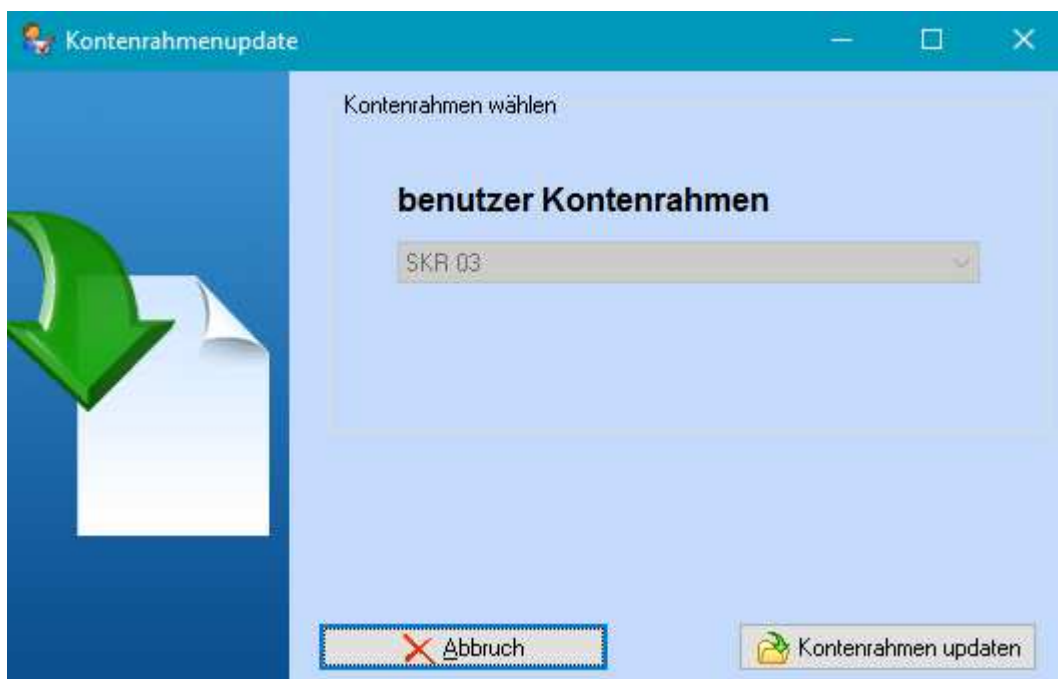 Kontenrahmenupdate
Kontenrahmen wählen
benutzer Kontenrahmen
SKR 03
Abbruch
Kontenrahmen updaten